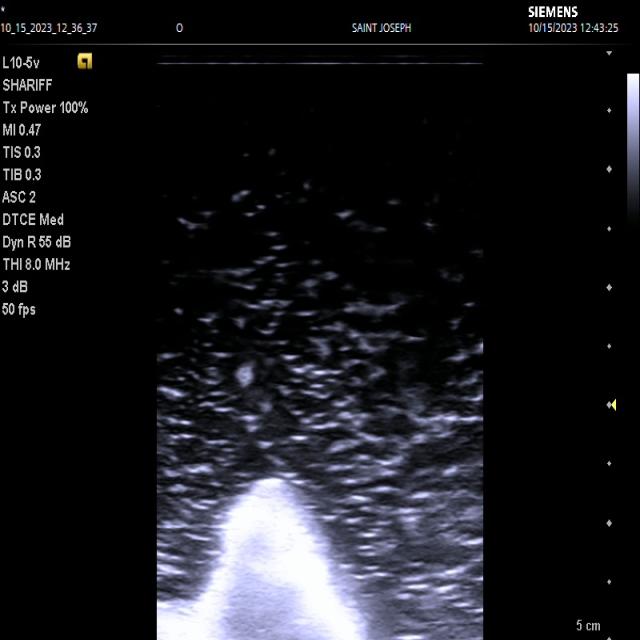 *
SIEMENS
10_15_2023_12_36_37 O SAINT JOSEPH 10/15/2023 12:43:25
L10-5v
SHARIFF
Tx Power 100%
MI 0.47
TIS 0.3
TIB 0.3
ASC 2
DTCE Med
Dyn R 55 dB
THI 8.0 MHz
3 dB
50 fps
5 cm